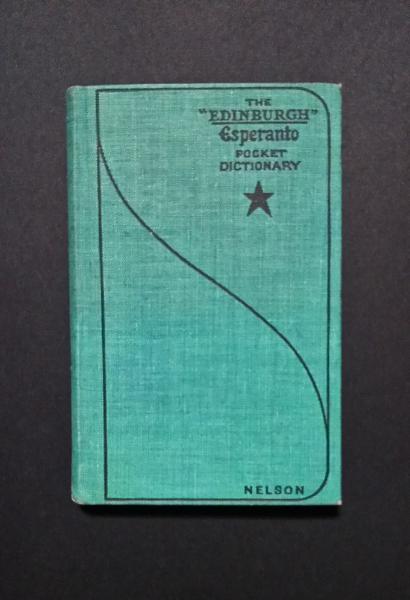 THE
"EDINBURGH"
Esperanto
POCKET
DICTIONARY
NELSON